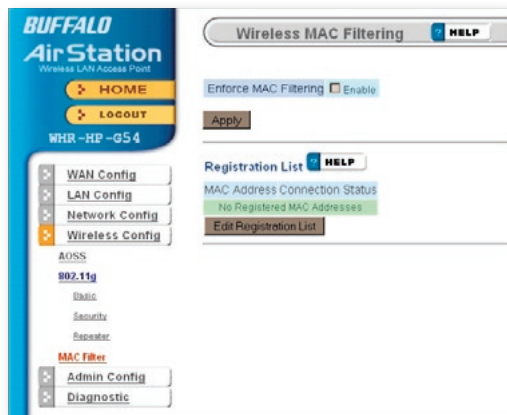 BUFFALO
AirStation
Wireless LAN Access Point
HOME
LOGOUT
WHR-HP-G54
WAN Config
LAN Config
Network Config
Wireless Config
AOSS
802.11g
Basic
Security
Repeater
MAC Filter
Admin Config
Diagnostic
Wireless MAC Filtering ? HELP
Enforce MAC Filtering Enable
Apply
Registration List ? HELP
MAC Address Connection Status
No Registered MAC Addresses
Edit Registration List